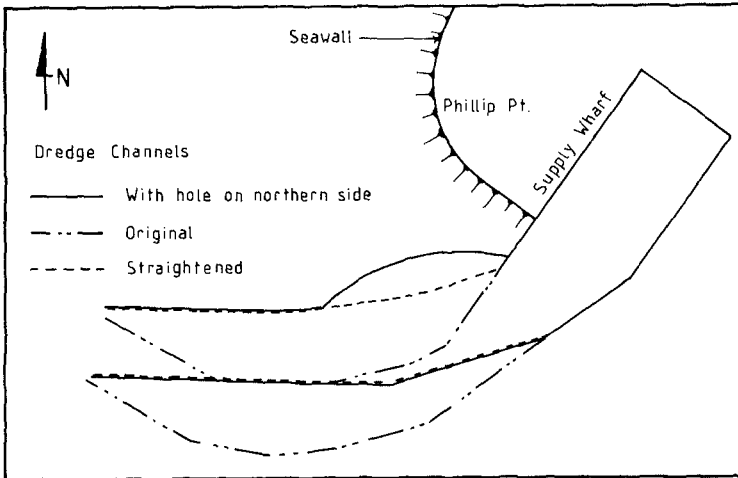 Seawall
N
Phillip Pt.
Supply Wharf
Dredge Channels
With hole on northern side
Original
Straightened